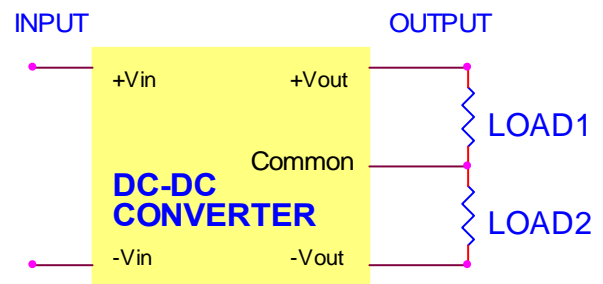 INPUT
OUTPUT
+Vin
+Vout
LOAD1
Common
DC-DC
CONVERTER
LOAD2
-Vin
-Vout